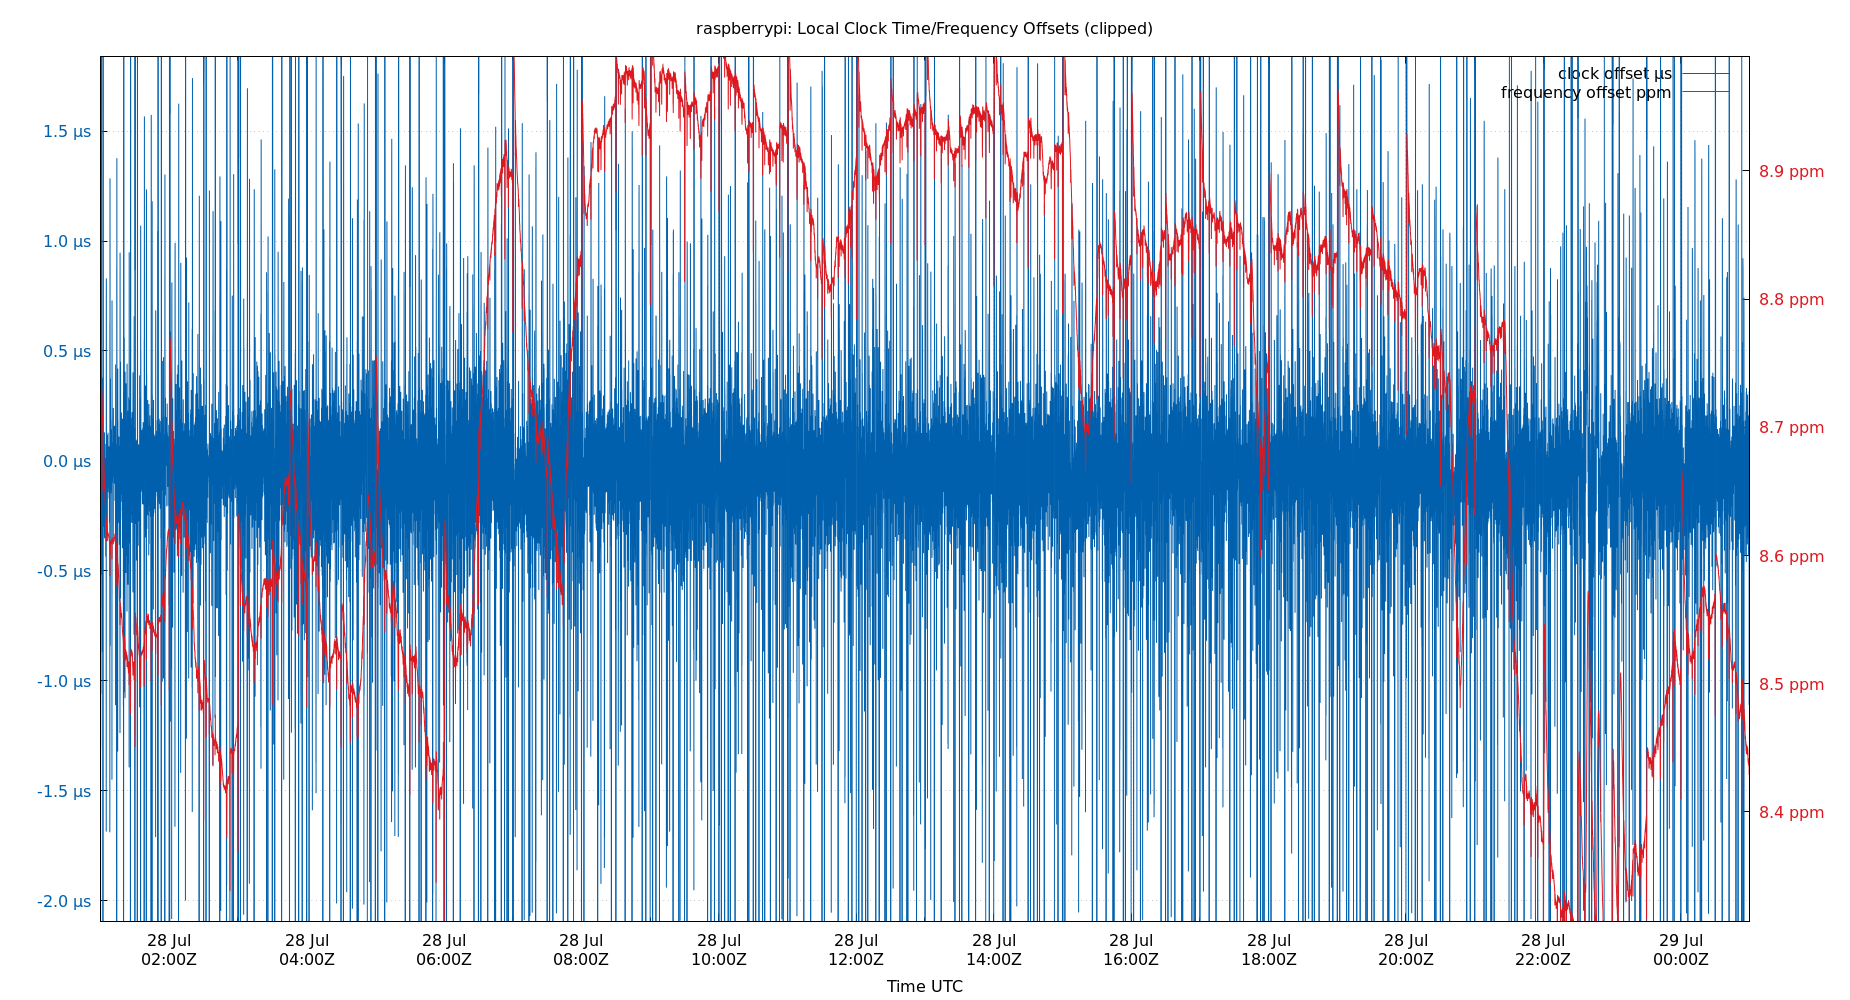 raspberrypi: Local Clock Time/Frequency Offsets (clipped)
clock offset µs
frequency offset ppm
1.5 µs
1.0 µs
0.5 µs
0.0 µs
-0.5 µs
-1.0 µs
-1.5 µs
-2.0 µs
8.9 ppm
8.8 ppm
8.7 ppm
8.6 ppm
8.5 ppm
8.4 ppm
28 Jul
02:00Z
28 Jul
04:00Z
28 Jul
06:00Z
28 Jul
08:00Z
28 Jul
10:00Z
28 Jul
12:00Z
28 Jul
14:00Z
28 Jul
16:00Z
28 Jul
18:00Z
28 Jul
20:00Z
28 Jul
22:00Z
29 Jul
00:00Z
Time UTC